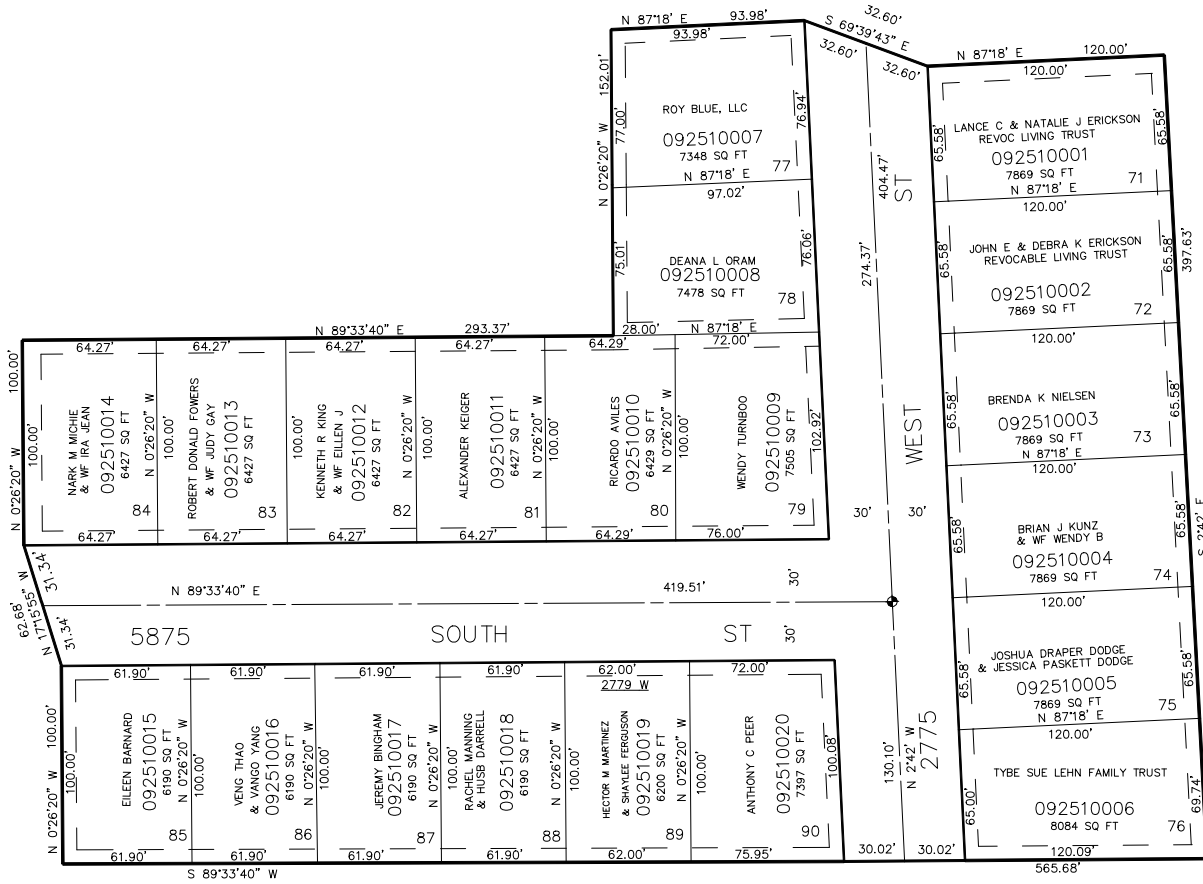 N 87°18' E 93.98'
93.98'
32.60'
S 69°39'43" E
32.60'
32.60'
N 87°18' E 120.00'
120.00'
N 0°26'20" W 152.01'
77.00'
ROY BLUE, LLC
092510007
7348 SQ FT
77
76.94'
N 87°18' E
97.02'
75.01'
DEANA L ORAM
092510008
7478 SQ FT
78
76.06'
28.00' N 87°18' E
72.00'
404.47'
274.37'
ST
WEST
2775
65.58'
LANCE C & NATALIE J ERICKSON
REVOC LIVING TRUST
092510001
7869 SQ FT
71
65.58'
N 87°18' E
120.00'
65.58'
JOHN E & DEBRA K ERICKSON
REVOCABLE LIVING TRUST
092510002
7869 SQ FT
72
65.58'
397.63'
120.00'
65.58'
BRENDA K NIELSEN
092510003
7869 SQ FT
73
65.58'
N 87°18' E
120.00'
65.58'
BRIAN J KUNZ
& WF WENDY B
092510004
7869 SQ FT
74
65.58'
S 2°42' E
120.00'
65.58'
JOSHUA DRAPER DODGE
& JESSICA PASKETT DODGE
092510005
7869 SQ FT
75
65.58'
N 87°18' E
120.00'
65.00'
TYBE SUE LEHN FAMILY TRUST
092510006
8084 SQ FT
76
69.74'
120.09'
565.68'
N 89°33'40" E 293.37'
N 0°26'20" W 100.00'
100.00'
64.27'
NARK M MICHIE
& WF IRA JEAN
092510014
6427 SQ FT
N 0°26'20" W
84
64.27'
64.27'
100.00'
ROBERT DONALD FOWERS
& WF JUDY GAY
092510013
6427 SQ FT
83
64.27'
64.27'
100.00'
KENNETH R KING
& WF EILLEN J
092510012
6427 SQ FT
N 0°26'20" W
82
64.27'
64.27'
100.00'
ALEXANDER KEIGER
092510011
6427 SQ FT
N 0°26'20" W
81
64.27'
64.29'
100.00'
RICARDO AVILES
092510010
6429 SQ FT
N 0°26'20" W
80
64.29'
100.00'
WENDY TURNBOO
092510009
7505 SQ FT
102.92'
79
76.00'
30' 30'
62.68'
N 17°15'55" W
31.34'
31.34'
N 89°33'40" E 419.51'
30'
5875 SOUTH ST
30'
N 0°26'20" W 100.00'
100.00'
61.90'
EILEEN BARNARD
092510015
6190 SQ FT
N 0°26'20" W
85
61.90'
61.90'
100.00'
VENG THAO
& VANGO YANG
092510016
6190 SQ FT
N 0°26'20" W
86
61.90'
61.90'
100.00'
JEREMY BINGHAM
092510017
6190 SQ FT
N 0°26'20" W
87
61.90'
61.90'
100.00'
RACHEL MANNING
& HUSB DARRELL
092510018
6190 SQ FT
N 0°26'20" W
88
61.90'
62.00'
2779 W
100.00'
HECTOR M MARTINEZ
& SHAYLEE FERGUSON
092510019
6200 SQ FT
N 0°26'20" W
89
62.00'
72.00'
100.00'
ANTHONY C PEER
092510020
7397 SQ FT
100.08'
90
75.95'
130.10'
N 2°42' W
30.02' 30.02'
S 89°33'40" W